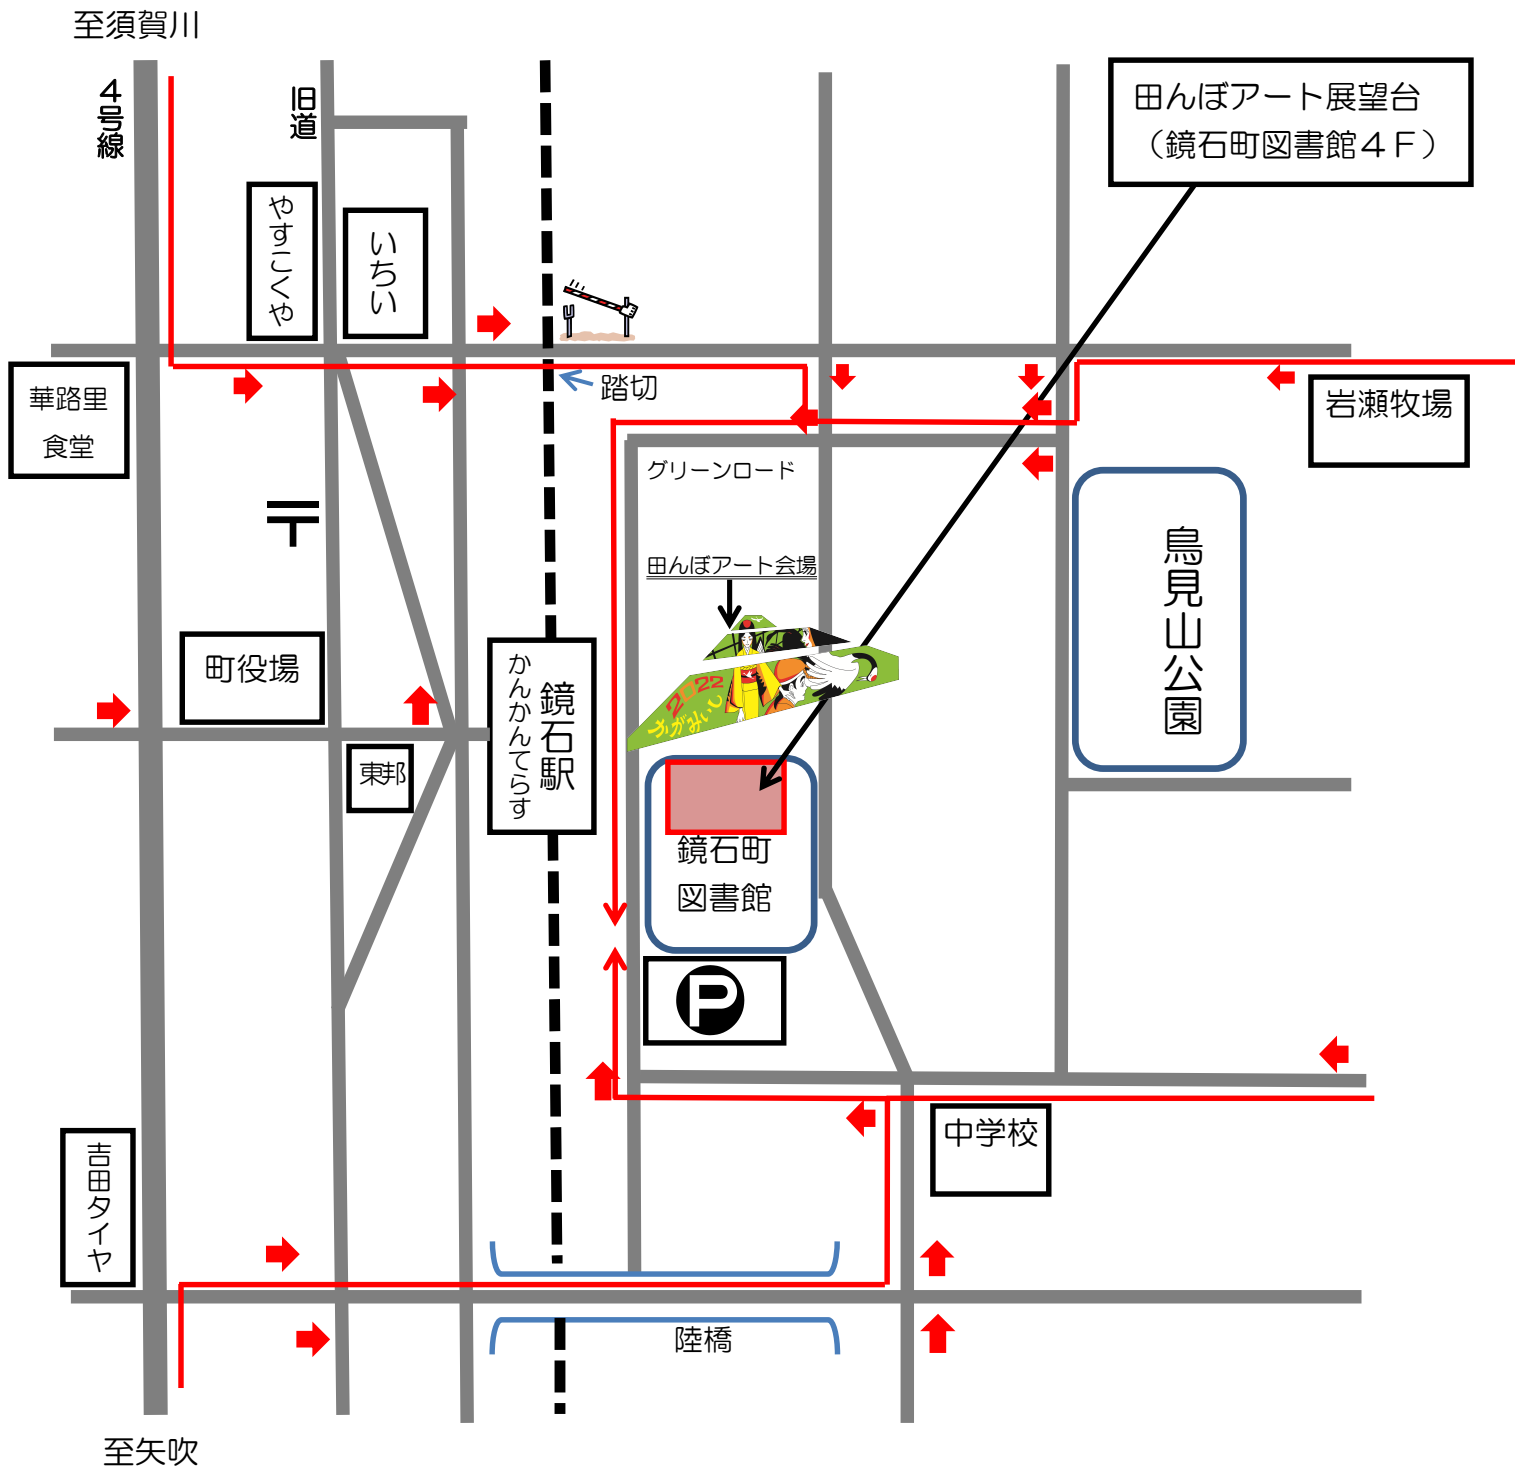 至須賀川
4号線
旧道
田んぼアート展望台
(鏡石町図書館4F)
やすこくや
いちい
踏切
華路里
食堂
岩瀬牧場
グリーンロード
田んぼアート会場
鳥見山公園
〒
町役場
2022
かがみいし
鏡石駅
かんかんてらす
東邦
鏡石町
図書館
P
中学校
吉田タイヤ
陸橋
至矢吹